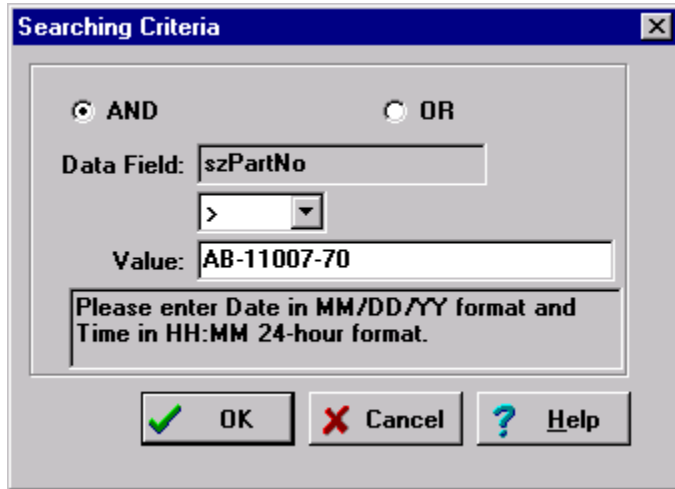 Searching Criteria
AND OR
Data Field: szPartNo
>
Value: AB-11007-70
Please enter Date in MM/DD/YY format and
Time in HH:MM 24-hour format.
OK Cancel Help